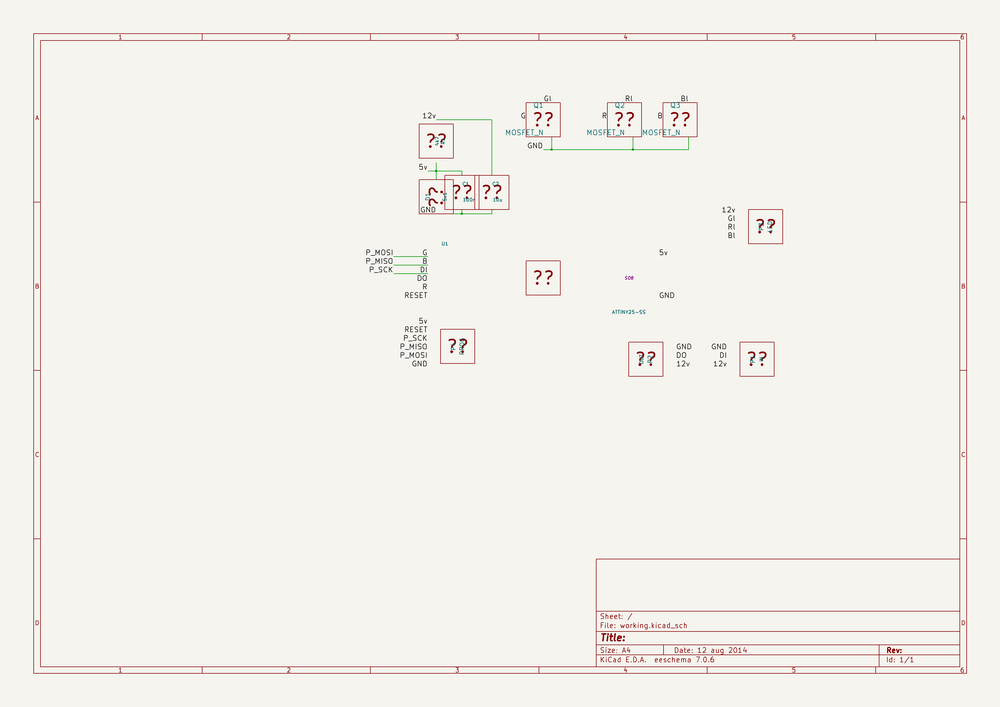 1 2 3 4 5 6
A A
B B
C C
D D
1 2 3 4 5 6
Gl Rl Bl
Q1 Q2 Q3
G ?? R ?? B ??
MOSFET_N MOSFET_N MOSFET_N
GND
12v
??
5v
?? ?? ??
C1 C2
100n 10u
GND
U1
P_MOSI G
P_MISO B
P_SCK DI
DO
R
RESET
??
5v
SO8
GND
ATTINY25-SS
12v
Gl
Rl
Bl
??
5v
RESET
P_SCK
P_MISO
P_MOSI
GND
??
??
GND
DO
12v
GND
DI
12v
??
Sheet: /
File: working.kicad_sch
Title:
Size: A4 Date: 12 aug 2014 Rev:
KiCad E.D.A. eeschema 7.0.6 Id: 1/1